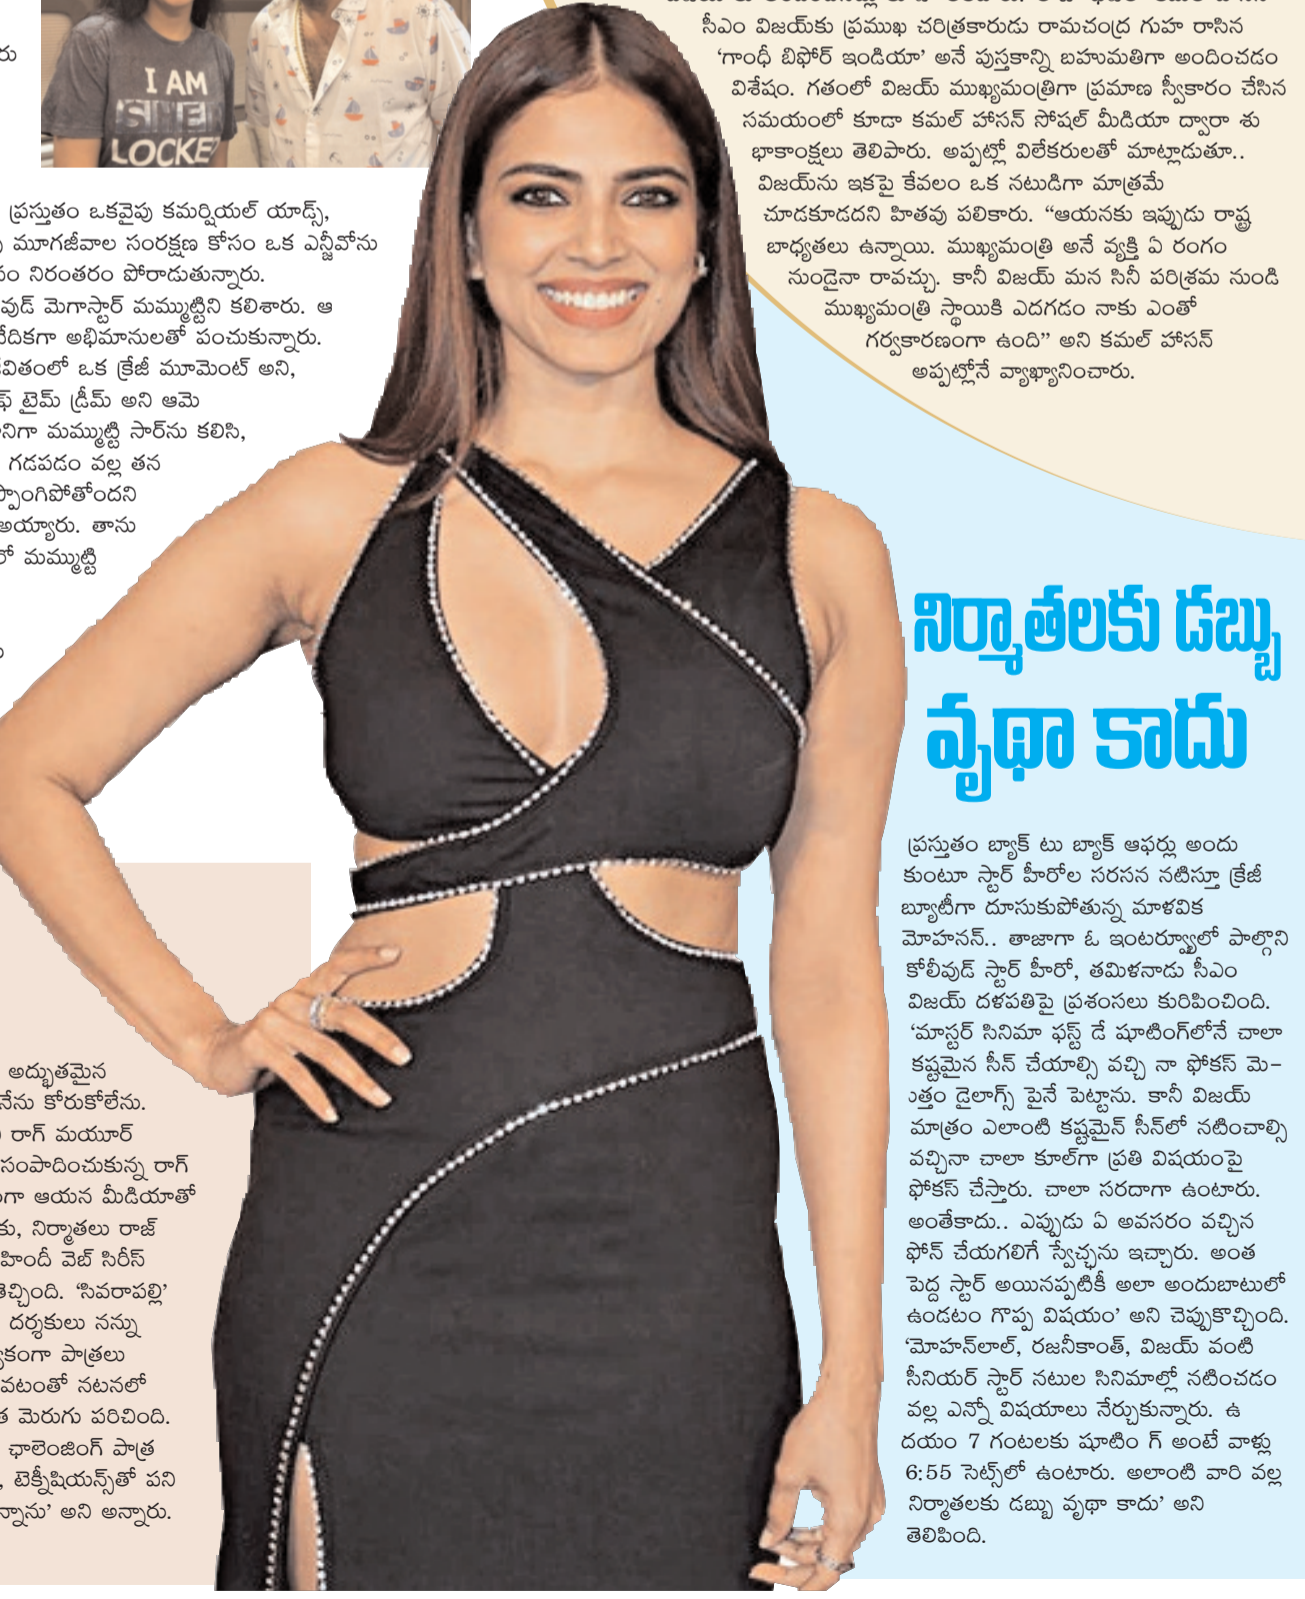 I AM
SHER
LOCKE
ప్రస్తుతం ఒకవైపు కమర్షియల్ యాడ్స్,
మూగజీవాల సంరక్షణ కోసం ఒక ఎన్జీవోను
నిరంతరం పోరాడుతున్నారు.
వుడ్ మెగాస్టార్ మమ్ముట్టిని కలిశారు. ఆ
వేదికగా అభిమానులతో పంచుకున్నారు.
వితంలో ఒక క్రేజీ మూమెంట్ అని,
ఫ్ టైమ్ డ్రీమ్ అని ఆమె
నిగా మమ్ముట్టి సార్‌ను కలిసి,
గడపడం వల్ల తన
ప్పొంగిపోతోందని
అయ్యారు. తాను
లో మమ్ముట్టి
సీఎం విజయ్‌కు ప్రముఖ చరిత్రకారుడు రామచంద్ర గుహ రాసిన
‘గాంధీ బిఫోర్ ఇండియా’ అనే పుస్తకాన్ని బహుమతిగా అందించడం
విశేషం. గతంలో విజయ్ ముఖ్యమంత్రిగా ప్రమాణ స్వీకారం చేసిన
సమయంలో కూడా కమల్ హాసన్ సోషల్ మీడియా ద్వారా శు
భాకాంక్షలు తెలిపారు. అప్పట్లో విలేకరులతో మాట్లాడుతూ..
విజయ్‌ను ఇకపై కేవలం ఒక నటుడిగా మాత్రమే
చూడకూడదని హితవు పలికారు. “ఆయనకు ఇప్పుడు రాష్ట్ర
బాధ్యతలు ఉన్నాయి. ముఖ్యమంత్రి అనే వ్యక్తి ఏ రంగం
నుండైనా రావచ్చు. కానీ విజయ్ మన సినీ పరిశ్రమ నుండి
ముఖ్యమంత్రి స్థాయికి ఎదగడం నాకు ఎంతో
గర్వకారణంగా ఉంది” అని కమల్ హాసన్
అప్పట్లోనే వ్యాఖ్యానించారు.
నిర్మాతలకు డబ్బు
వృథా కాదు
ప్రస్తుతం బ్యాక్ టు బ్యాక్ ఆఫర్లు అందు
కుంటూ స్టార్ హీరోల సరసన నటిస్తూ క్రేజీ
బ్యూటీగా దూసుకుపోతున్న మాళవిక
మోహనన్.. తాజాగా ఓ ఇంటర్వ్యూలో పాల్గొని
కోలీవుడ్ స్టార్ హీరో, తమిళనాడు సీఎం
విజయ్ దళపతిపై ప్రశంసలు కురిపించింది.
‘మాస్టర్ సినిమా ఫస్ట్ డే షూటింగ్‌లోనే చాలా
కష్టమైన సీన్ చేయాల్సి వచ్చి నా ఫోకస్ మె-
ుత్తం డైలాగ్స్ పైనే పెట్టాను. కానీ విజయ్
మాత్రం ఎలాంటి కష్టమైన్ సీన్‌లో నటించాల్సి
వచ్చినా చాలా కూల్‌గా ప్రతి విషయంపై
ఫోకస్ చేస్తారు. చాలా సరదాగా ఉంటారు.
అంతేకాదు.. ఎప్పుడు ఏ అవసరం వచ్చిన
ఫోన్ చేయగలిగే స్వేచ్ఛను ఇచ్చారు. అంత
పెద్ద స్టార్ అయినప్పటికీ అలా అందుబాటులో
ఉండటం గొప్ప విషయం’ అని చెప్పుకొచ్చింది.
‘మోహన్‌లాల్, రజనీకాంత్, విజయ్ వంటి
సీనియర్ స్టార్ నటుల సినిమాల్లో నటించడం
వల్ల ఎన్నో విషయాలు నేర్చుకున్నారు. ఉ
దయం 7 గంటలకు షూటిం గ్ అంటే వాళ్లు
6:55 సెట్స్‌లో ఉంటారు. అలాంటి వారి వల్ల
నిర్మాతలకు డబ్బు వృథా కాదు’ అని
తెలిపింది.
అద్భుతమైన
నేను కోరుకోలేను.
రాగ్ మయూర్
సంపాదించుకున్న రాగ్
గా ఆయన మీడియాతో
కు, నిర్మాతలు రాజ్
హిందీ వెబ్ సిరీస్
తెచ్చింది. ‘సివరాపల్లి’
దర్శకులు నన్ను
కంగా పాత్రలు
వటంతో నటనలో
త మెరుగు పరిచింది.
ఛాలెంజింగ్ పాత్ర
, టెక్నీషియన్స్‌తో పని
న్నాను’ అని అన్నారు.